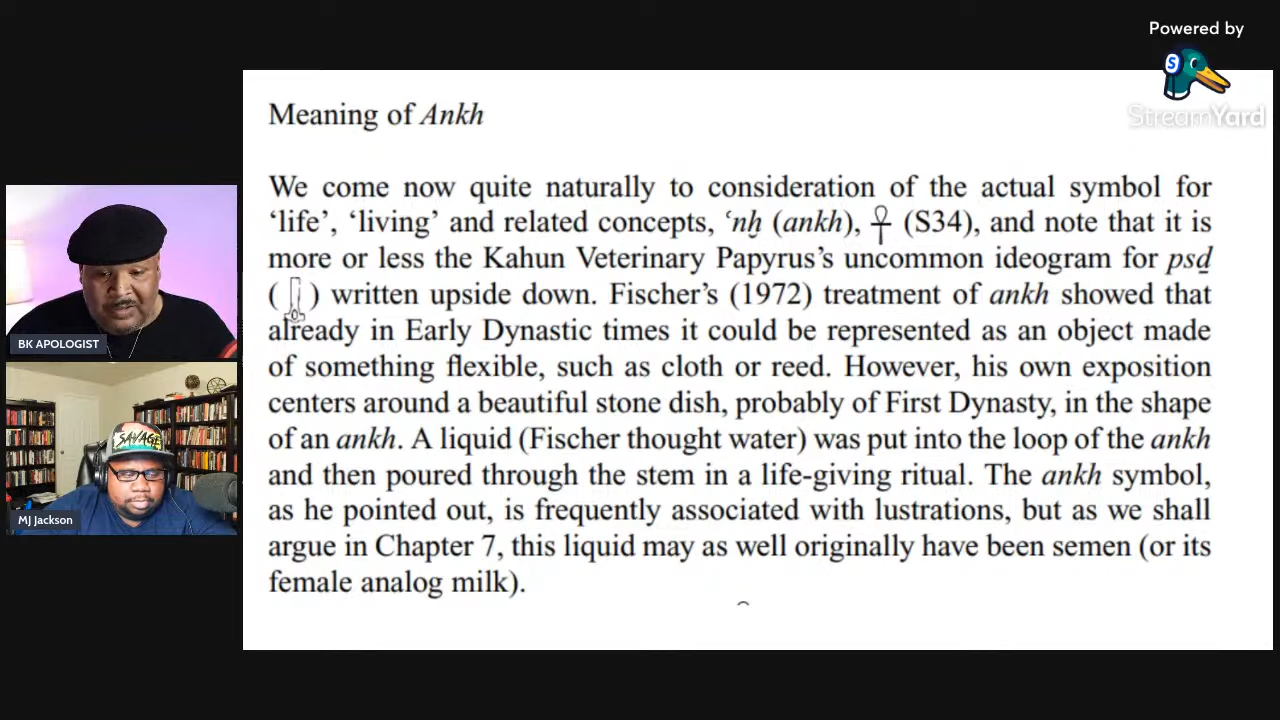 Powered by
StreamYard
Meaning of Ankh
We come now quite naturally to consideration of the actual symbol for
‘life’, ‘living’ and related concepts, ‘nḫ (ankh), ☥ (S34), and note that it is
more or less the Kahun Veterinary Papyrus’s uncommon ideogram for psḏ
( ) written upside down. Fischer’s (1972) treatment of ankh showed that
already in Early Dynastic times it could be represented as an object made
of something flexible, such as cloth or reed. However, his own exposition
centers around a beautiful stone dish, probably of First Dynasty, in the shape
of an ankh. A liquid (Fischer thought water) was put into the loop of the ankh
and then poured through the stem in a life-giving ritual. The ankh symbol,
as he pointed out, is frequently associated with lustrations, but as we shall
argue in Chapter 7, this liquid may as well originally have been semen (or its
female analog milk).
BK APOLOGIST
SAVAGE
MJ Jackson